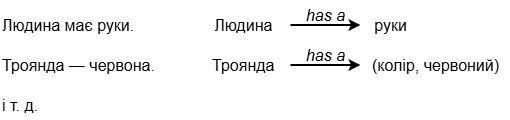 has a
Людина має руки. Людина руки
has a
Троянда — червона. Троянда (колір, червоний)
і т. д.